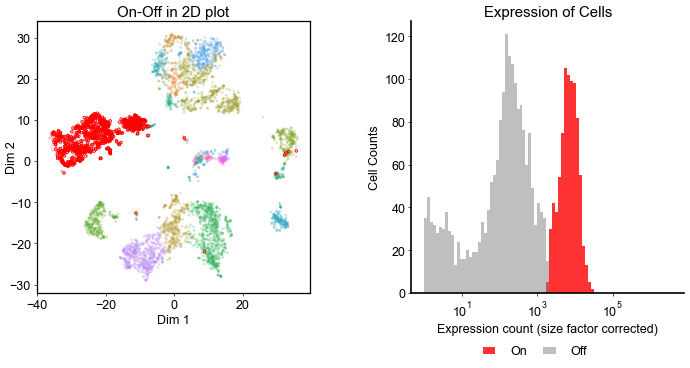 On-Off in 2D plot
30
20
10
0
−10
−20
−30
Dim 2
−40
−20
0
20
Dim 1
Expression of Cells
120
100
80
60
40
20
0
Cell Counts
10^1
10^3
10^5
Expression count (size factor corrected)
On
Off